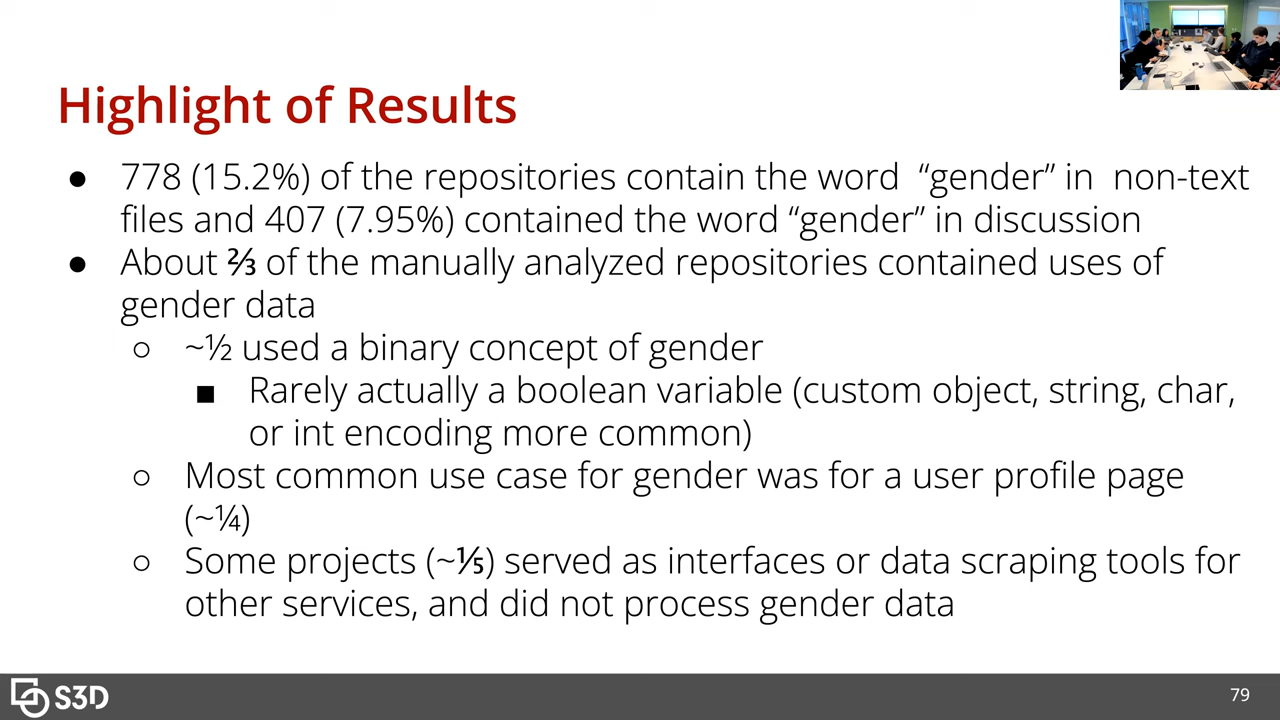 Highlight of Results
● 778 (15.2%) of the repositories contain the word “gender” in non-text
files and 407 (7.95%) contained the word “gender” in discussion
● About ⅔ of the manually analyzed repositories contained uses of
gender data
○ ~½ used a binary concept of gender
■ Rarely actually a boolean variable (custom object, string, char,
or int encoding more common)
○ Most common use case for gender was for a user profile page
(~¼)
○ Some projects (~⅕) served as interfaces or data scraping tools for
other services, and did not process gender data
S3D
79